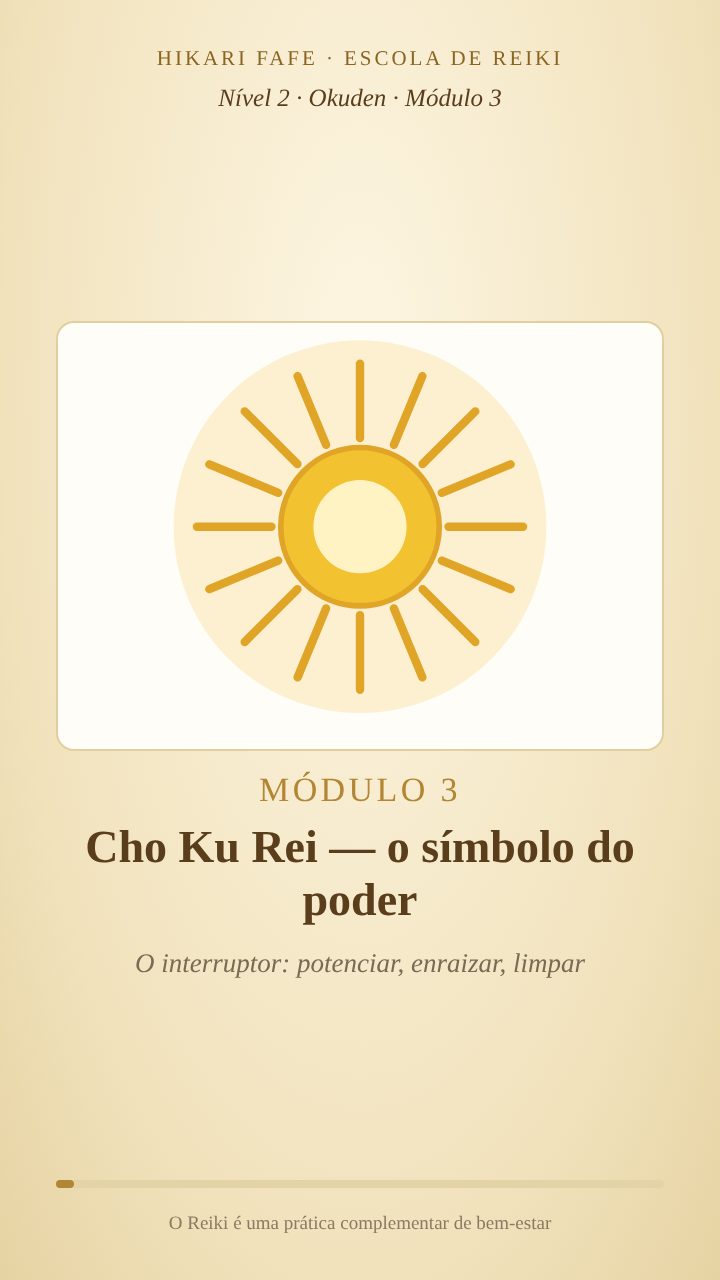 HIKARI FAFE · ESCOLA DE REIKI
Nível 2 · Okuden · Módulo 3
MÓDULO 3
Cho Ku Rei — o símbolo do
poder
O interruptor: potenciar, enraizar, limpar
O Reiki é uma prática complementar de bem-estar